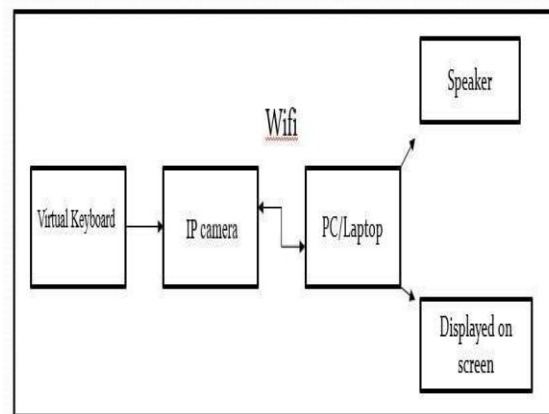 Speaker
Wifi
Virtual Keyboard
IP camera
PC/Laptop
Displayed on
screen